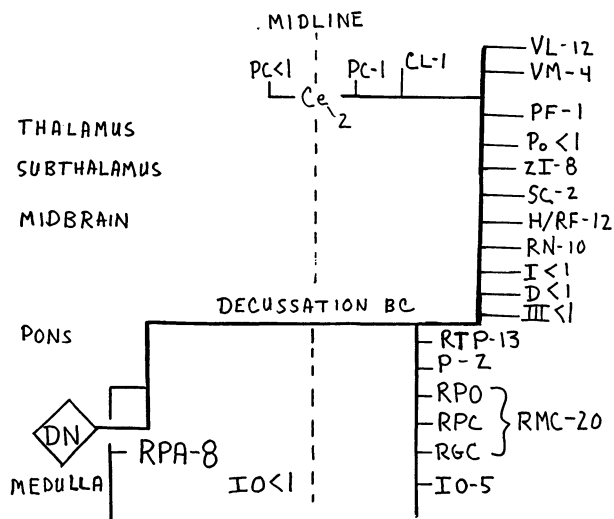 MIDLINE
VL-12
PC<1 PC-1 CL-1
VM-4
Ce 2
PF-1
THALAMUS
Po<1
SUBTHALAMUS
ZI-8
SC-2
MIDBRAIN
H/RF-12
RN-10
I<1
D<1
DECUSSATION BC
III<1
PONS
RTP-13
P-2
RPO
DN
RPC RMC-20
RPA-8
RGC
MEDULLA
IO<1
IO-5